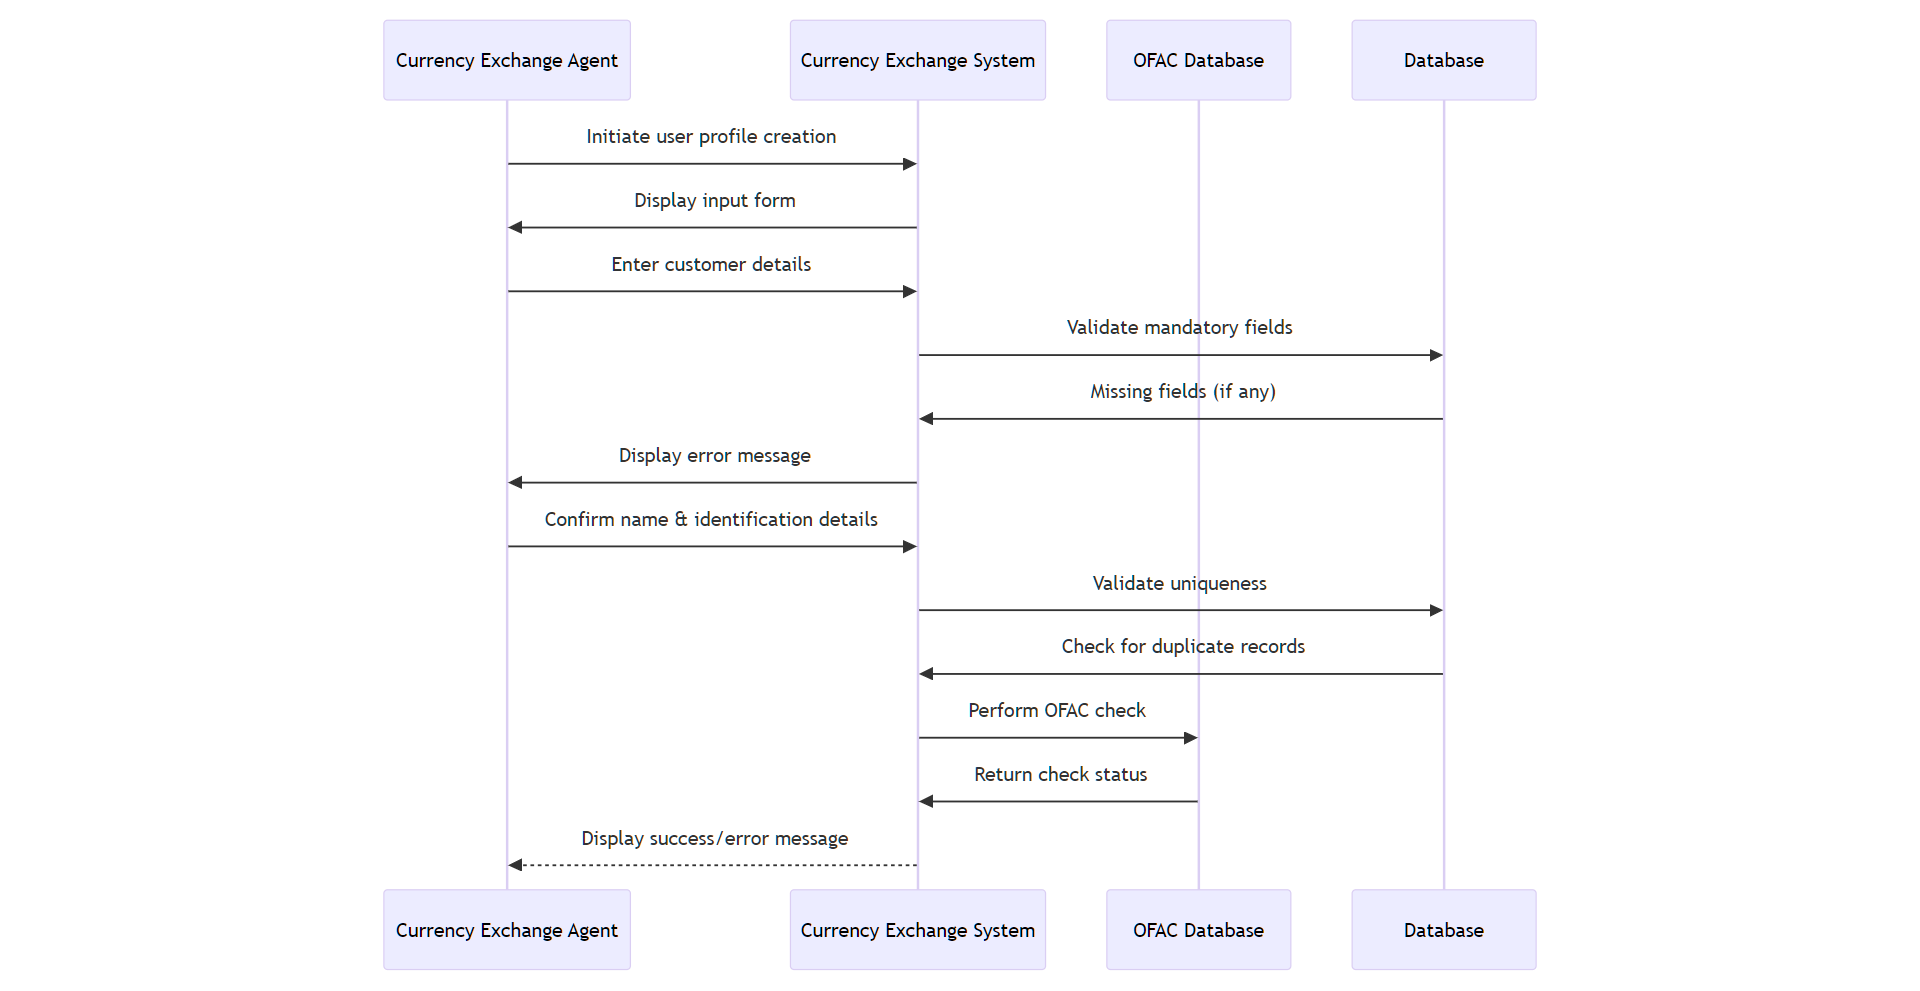 Currency Exchange Agent
Currency Exchange System
OFAC Database
Database
Initiate user profile creation
Display input form
Enter customer details
Validate mandatory fields
Missing fields (if any)
Display error message
Confirm name & identification details
Validate uniqueness
Check for duplicate records
Perform OFAC check
Return check status
Display success/error message
Currency Exchange Agent
Currency Exchange System
OFAC Database
Database